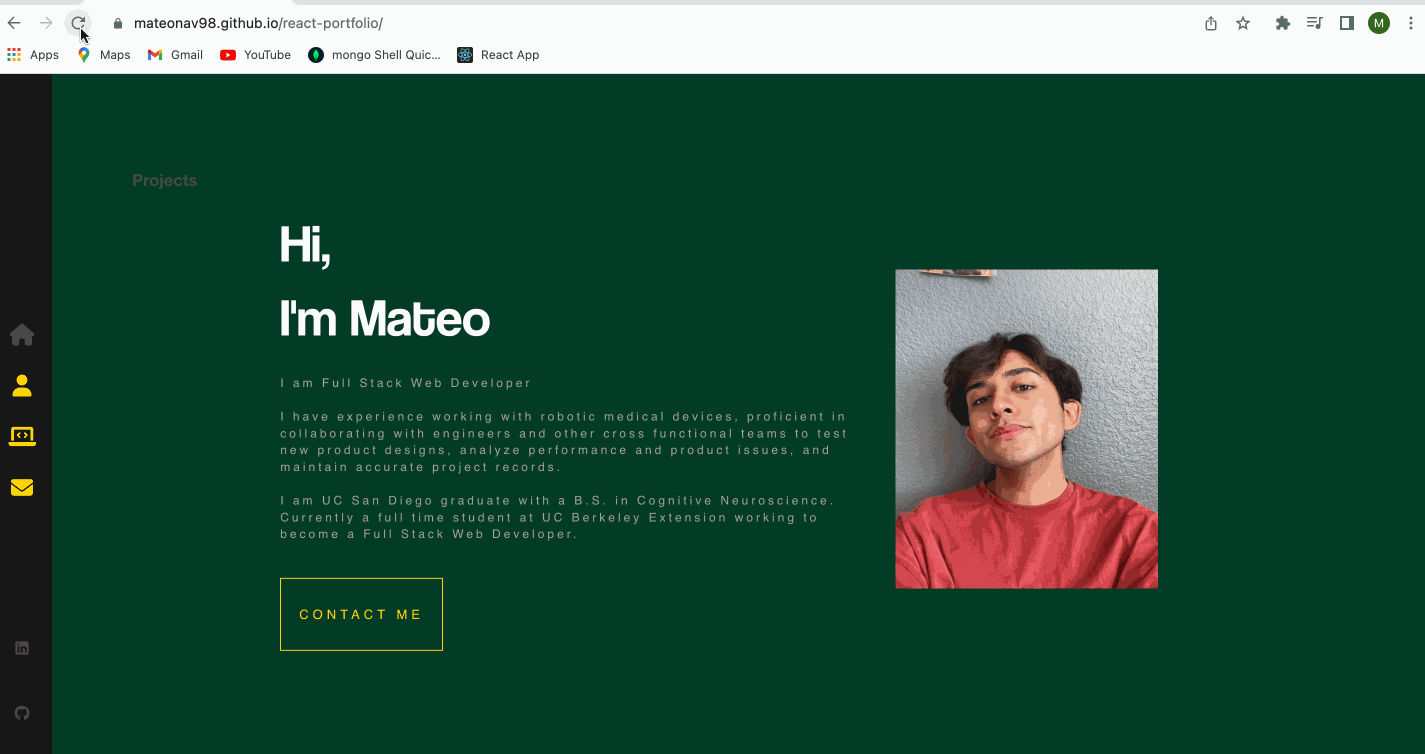 mateonav98.github.io/react-portfolio/
M
Apps
Maps
Gmail
YouTube
mongo Shell Quic...
React App
Projects
Hi,
I'm Mateo
I am Full Stack Web Developer
I have experience working with robotic medical devices, proficient in
collaborating with engineers and other cross functional teams to test
new product designs, analyze performance and product issues, and
maintain accurate project records.
I am UC San Diego graduate with a B.S. in Cognitive Neuroscience.
Currently a full time student at UC Berkeley Extension working to
become a Full Stack Web Developer.
CONTACT ME
in